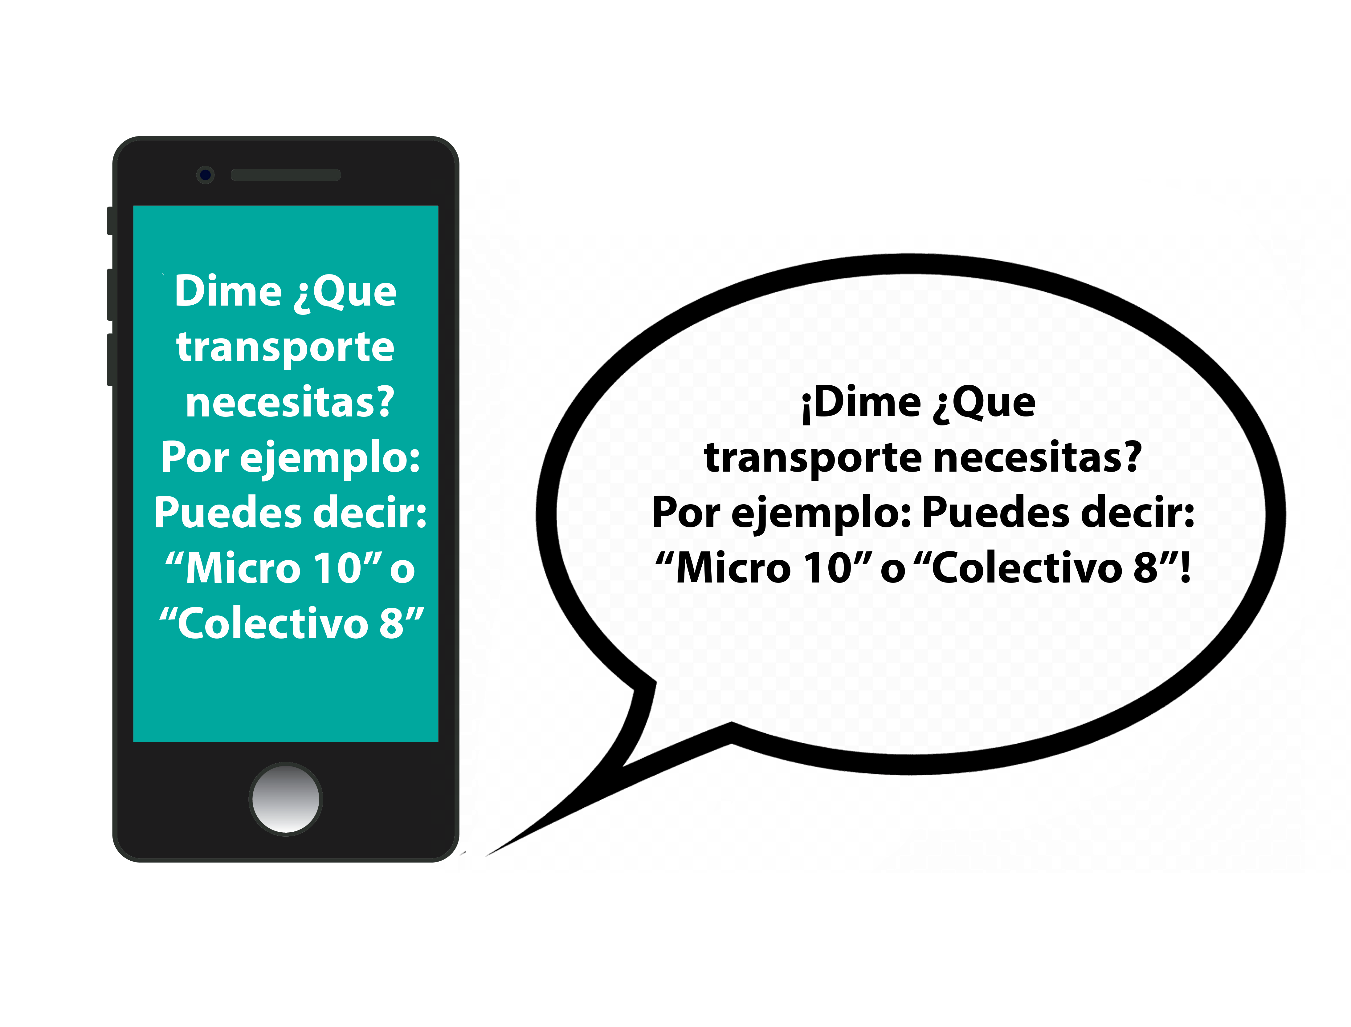 Dime ¿Que
transporte
necesitas?
Por ejemplo:
Puedes decir:
“Micro 10” o
“Colectivo 8”
¡Dime ¿Que
transporte necesitas?
Por ejemplo: Puedes decir:
“Micro 10” o “Colectivo 8”!